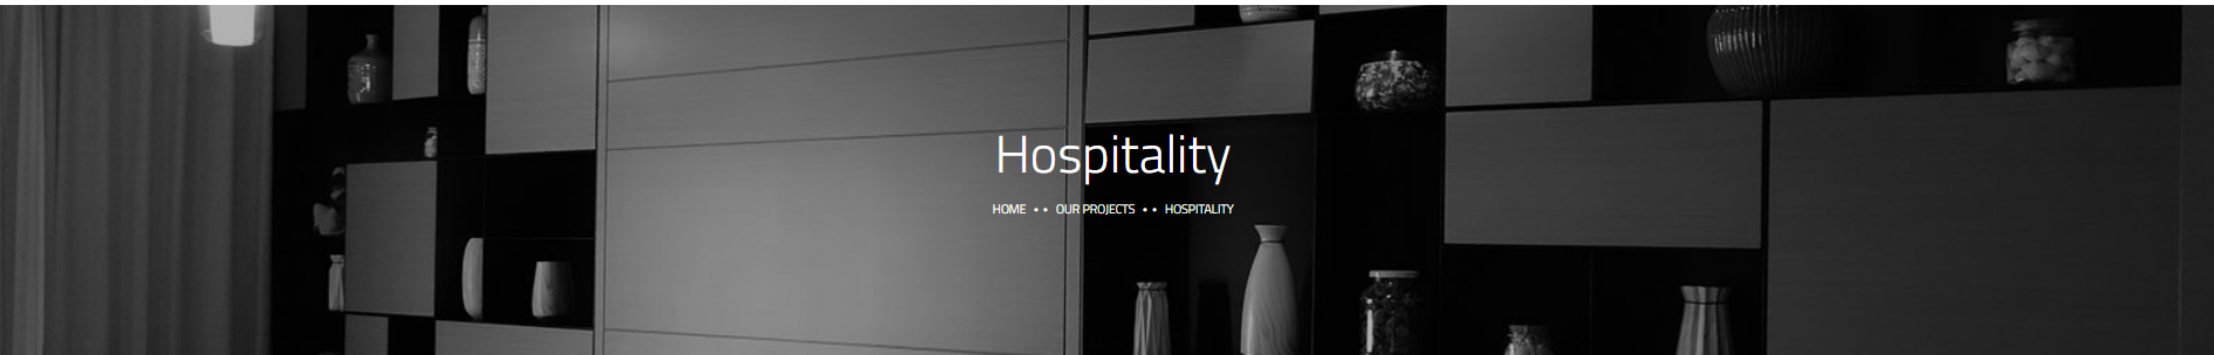 Hospitality
HOME • • OUR PROJECTS • • HOSPITALITY